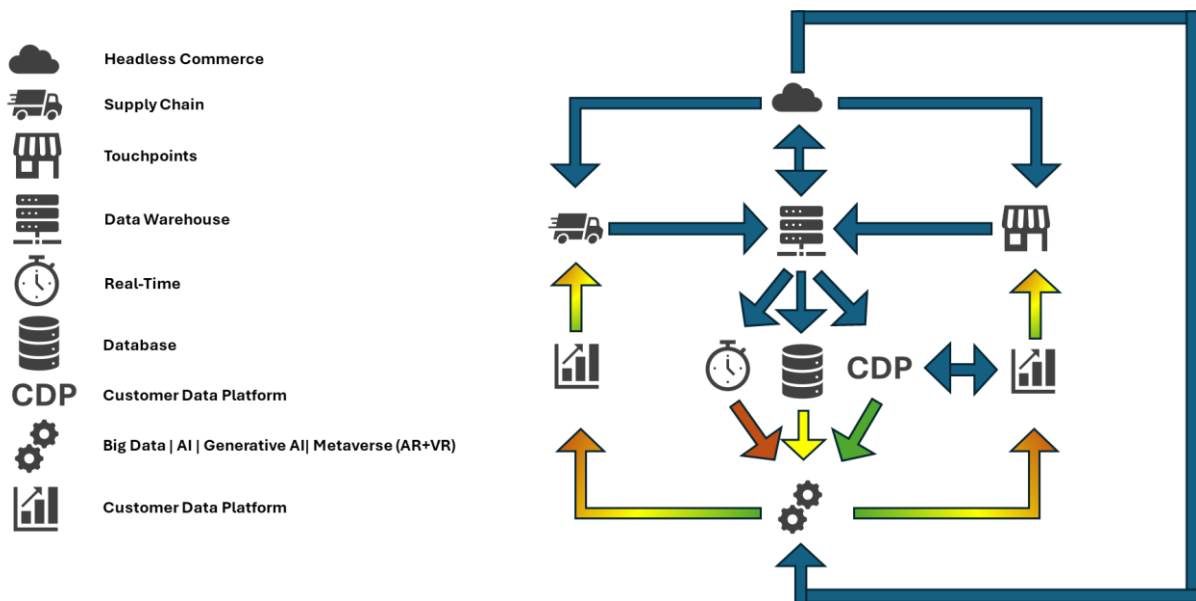 Headless Commerce
Supply Chain
Touchpoints
Data Warehouse
Real-Time
Database
CDP Customer Data Platform
Big Data | AI | Generative AI| Metaverse (AR+VR)
Customer Data Platform
CDP